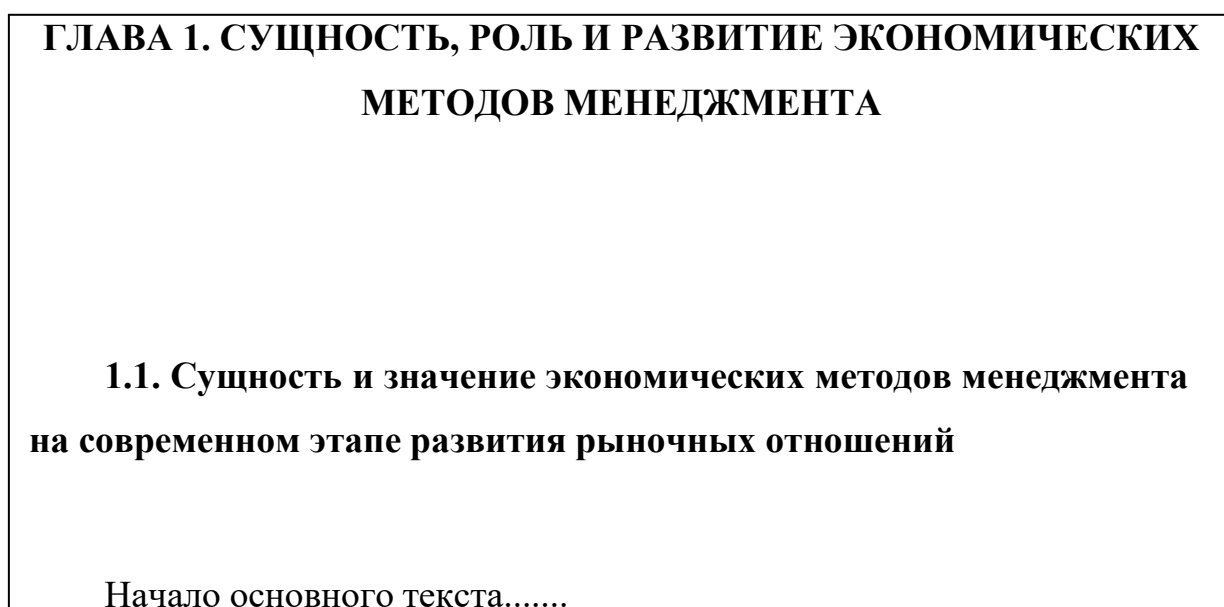 ГЛАВА 1. СУЩНОСТЬ, РОЛЬ И РАЗВИТИЕ ЭКОНОМИЧЕСКИХ
МЕТОДОВ МЕНЕДЖМЕНТА
1.1. Сущность и значение экономических методов менеджмента
на современном этапе развития рыночных отношений
Начало основного текста.......